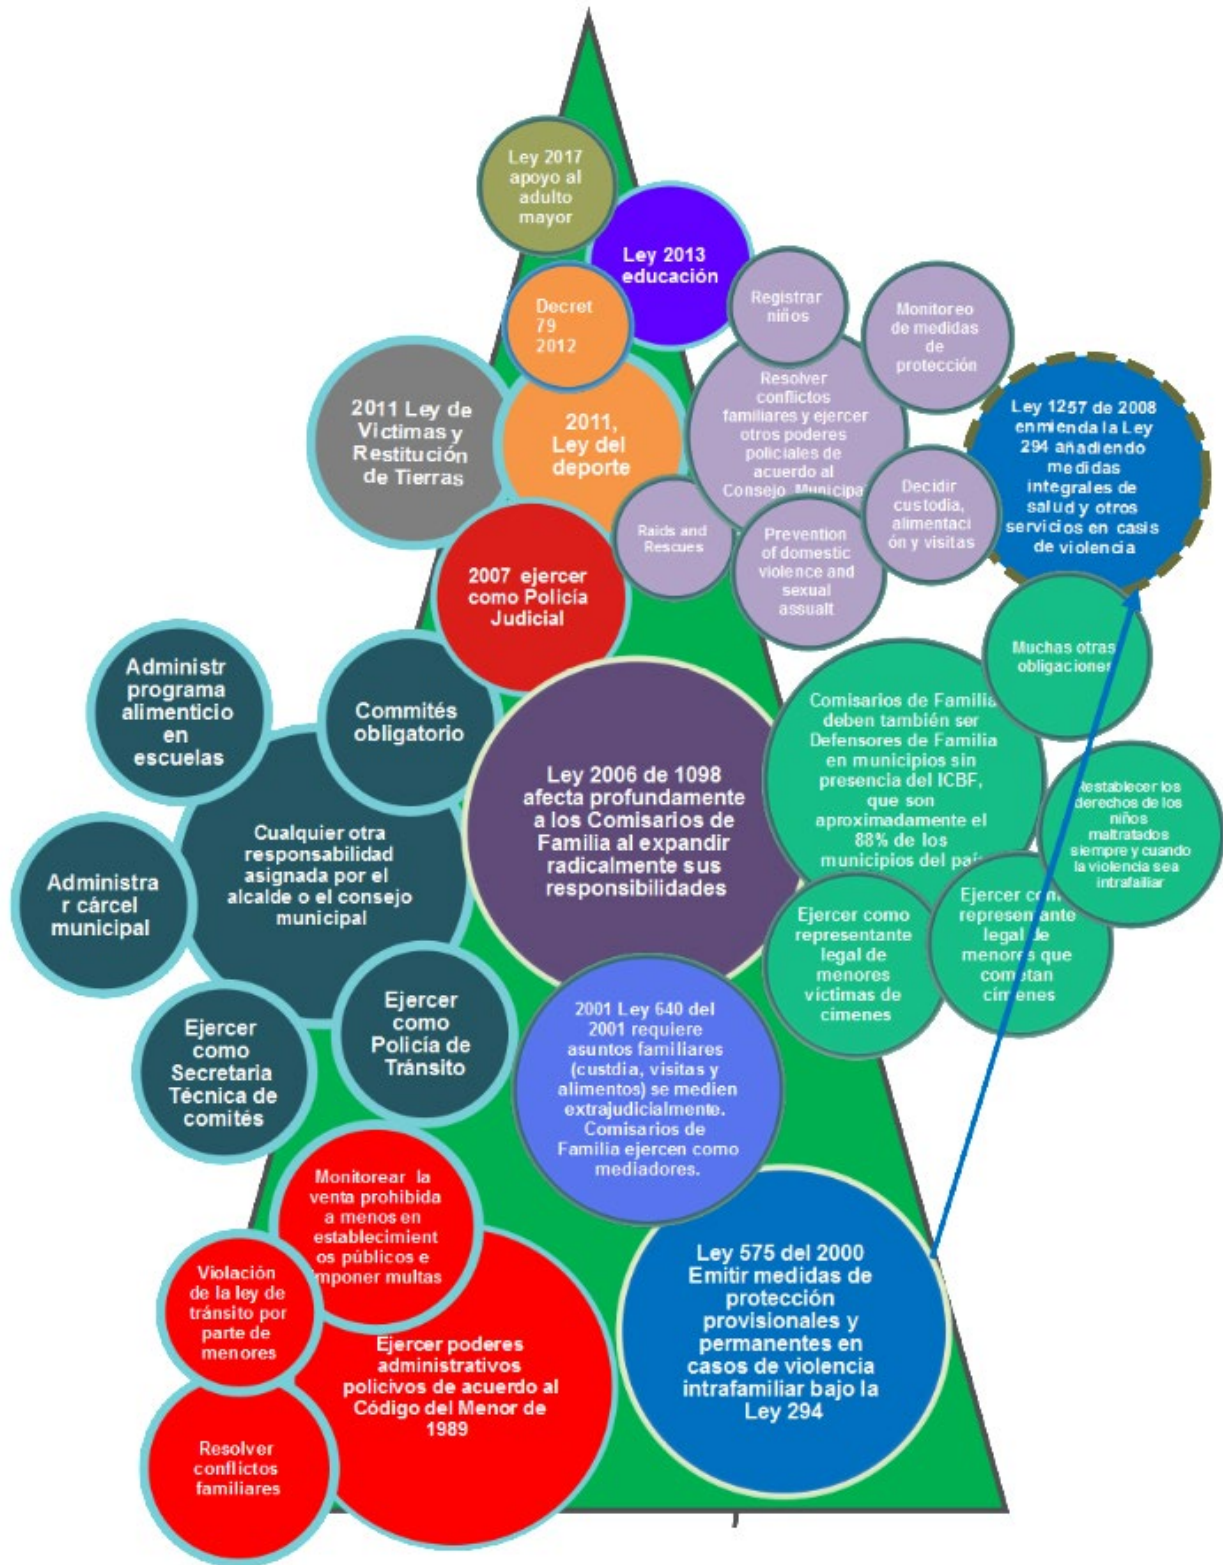 Ley 2017
apoyo al
adulto
mayor
Ley 2013
educación
Decret
79
2012
Registrar
niños
Monitoreo
de medidas
de
protección
2011 Ley de
Víctimas y
Restitución
de Tierras
2011,
Ley del
deporte
Resolver
conflictos
familiares y ejercer
otros poderes
policiales de
acuerdo al
Consejo Municipal
Ley 1257 de 2008
enmienda la Ley
294 añadiendo
medidas
integrales de
salud y otros
servicios en casis
de violencia
Decidir
custodia,
alimentaci
ón y visitas
Raids and
Rescues
Prevention
of domestic
violence and
sexual
assualt
2007 ejercer
como Policía
Judicial
Muchas otras
obligaciones
Administr
programa
alimenticio
en
escuelas
Commités
obligatorio
Ley 2006 de 1098
afecta profundamente
a los Comisarios de
Familia al expandir
radicalmente sus
responsibilidades
Comisarios de Familia
deben también ser
Defensores de Familia
en municipios sin
presencia del ICBF,
que son
aproximadamente el
88% de los
municipios del país
Restablecer los
derechos de los
niños
maltratados
siempre y cuando
la violencia sea
intrafailiar
Cualquier otra
responsabilidad
asignada por el
alcalde o el consejo
municipal
Administra
r cárcel
municipal
Ejercer como
representante
legal de
menores
víctimas de
cimenes
Ejercer como
representante
legal de
menores que
cometan
címenes
Ejercer
como
Secretaria
Técnica de
comités
Ejercer
como
Policía de
Tránsito
2001 Ley 640 del
2001 requiere
asuntos familiares
(custdia, visitas y
alimentos) se medien
extrajudicialmente.
Comisarios de
Familia ejercen como
mediadores.
Monitorear la
venta prohibida
a menos en
establecimient
os públicos e
imponer multas
Violación
de la ley de
tránsito por
parte de
menores
Ejercer poderes
administrativos
policivos de acuerdo al
Código del Menor de
1989
Ley 575 del 2000
Emitir medidas de
protección
provisionales y
permanentes en
casos de violencia
intrafamiliar bajo la
Ley 294
Resolver
conflictos
familiares